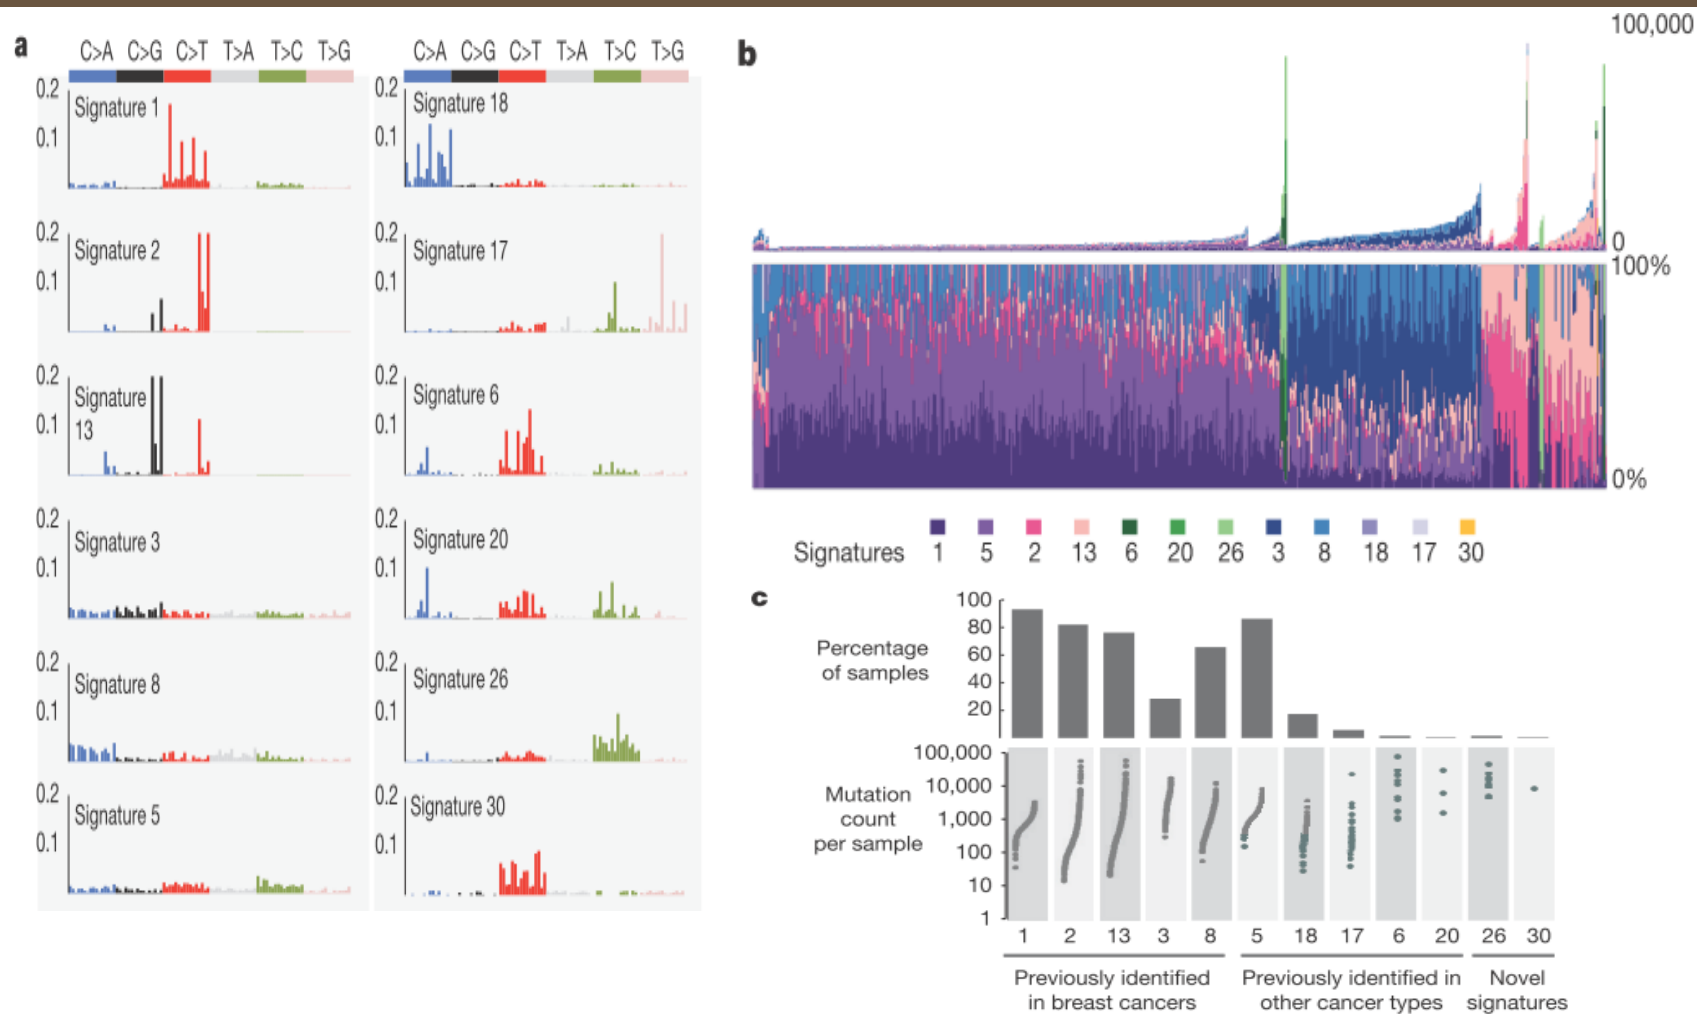 a
C>A C>G C>T T>A T>C T>G
0.2
0.1
Signature 1
0.2
0.1
Signature 2
0.2
0.1
Signature
13
0.2
0.1
Signature 3
0.2
0.1
Signature 8
0.2
0.1
Signature 5
C>A C>G C>T T>A T>C T>G
0.2
0.1
Signature 18
0.2
0.1
Signature 17
0.2
0.1
Signature 6
0.2
0.1
Signature 20
0.2
0.1
Signature 26
0.2
0.1
Signature 30
b
100,000
0
100%
0%
Signatures 1 5 2 13 6 20 26 3 8 18 17 30
c
Percentage
of samples
100
80
60
40
20
Mutation
count
per sample
100,000
10,000
1,000
100
10
1
1 2 13 3 8 5 18 17 6 20 26 30
Previously identified
in breast cancers
Previously identified in
other cancer types
Novel
signatures